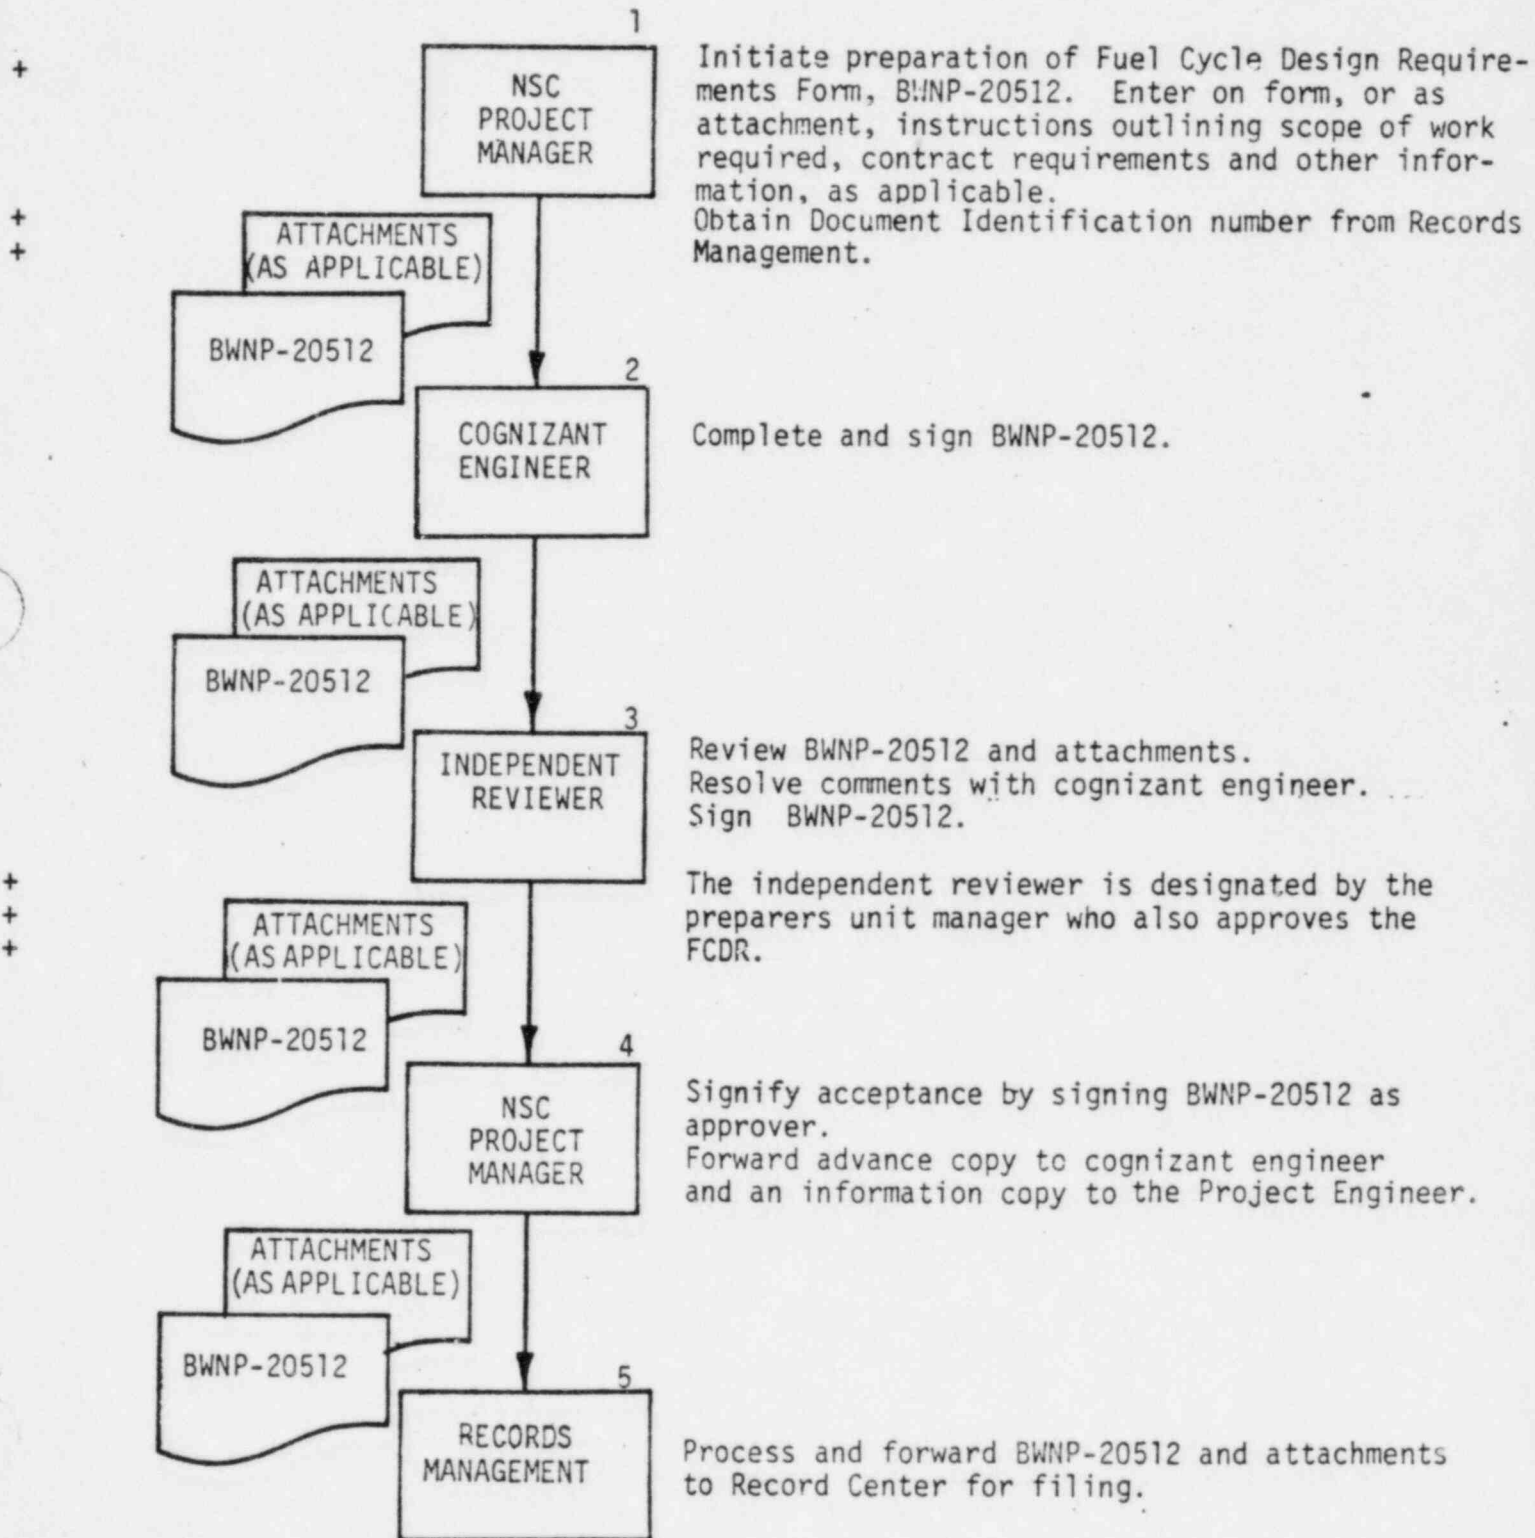 1
+
NSC
PROJECT
MANAGER
Initiate preparation of Fuel Cycle Design Require-
ments Form, BWNP-20512. Enter on form, or as
attachment, instructions outlining scope of work
required, contract requirements and other infor-
mation, as applicable.
+
+
Obtain Document Identification number from Records
Management.
ATTACHMENTS
(AS APPLICABLE)
BWNP-20512
2
COGNIZANT
ENGINEER
Complete and sign BWNP-20512.
ATTACHMENTS
(AS APPLICABLE)
BWNP-20512
3
INDEPENDENT
REVIEWER
Review BWNP-20512 and attachments.
Resolve comments with cognizant engineer.
Sign BWNP-20512.
+
+
+
The independent reviewer is designated by the
preparers unit manager who also approves the
FCDR.
ATTACHMENTS
(AS APPLICABLE)
BWNP-20512
4
NSC
PROJECT
MANAGER
Signify acceptance by signing BWNP-20512 as
approver.
Forward advance copy to cognizant engineer
and an information copy to the Project Engineer.
ATTACHMENTS
(AS APPLICABLE)
BWNP-20512
5
RECORDS
MANAGEMENT
Process and forward BWNP-20512 and attachments
to Record Center for filing.